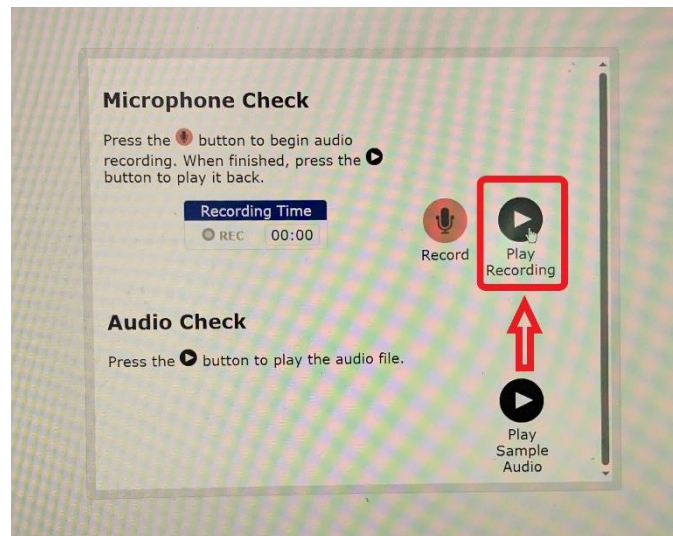 Microphone Check
Press the button to begin audio
recording. When finished, press the
button to play it back.
Recording Time
REC 00:00
Record
Play
Recording
Audio Check
Press the button to play the audio file.
Play
Sample
Audio